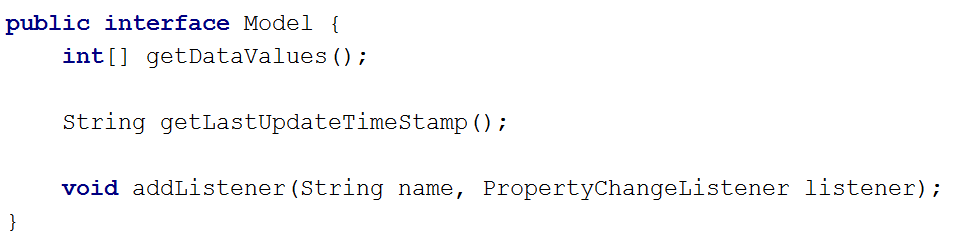 public interface Model {
    int[] getDataValues();
    String getLastUpdateTimeStamp();
    void addListener(String name, PropertyChangeListener listener);
}